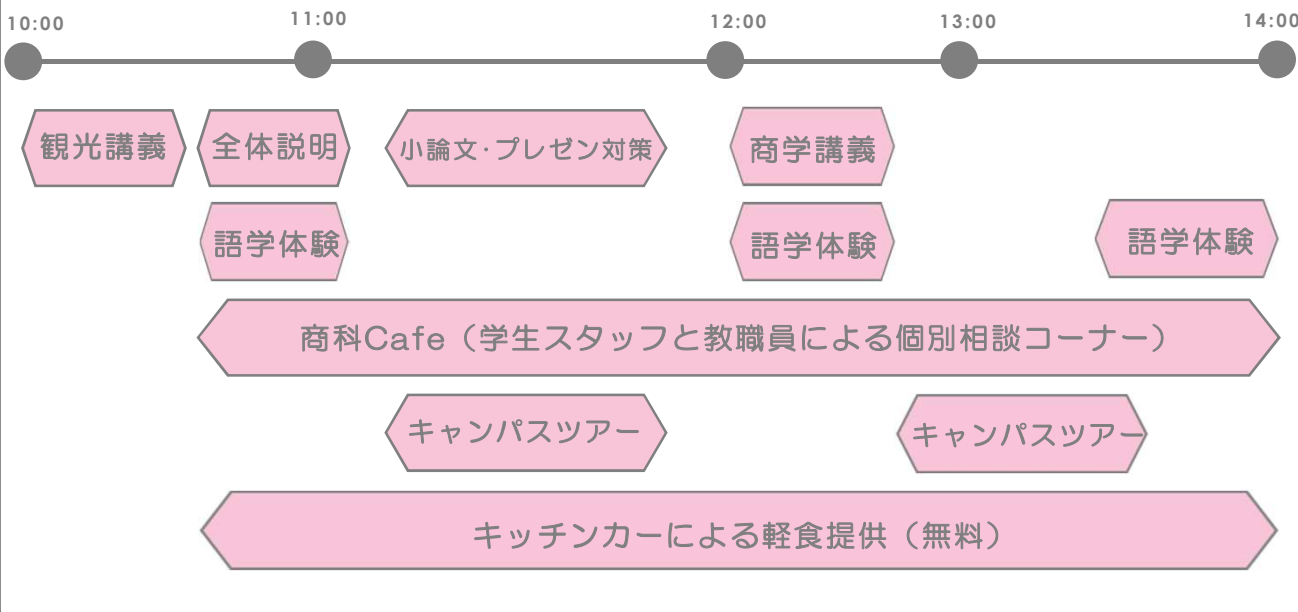 10:00 11:00 12:00 13:00 14:00
観光講義 全体説明 小論文・プレゼン対策 商学講義
語学体験 語学体験 語学体験
商科Cafe（学生スタッフと教職員による個別相談コーナー）
キャンパスツアー キャンパスツアー
キッチンカーによる軽食提供（無料）